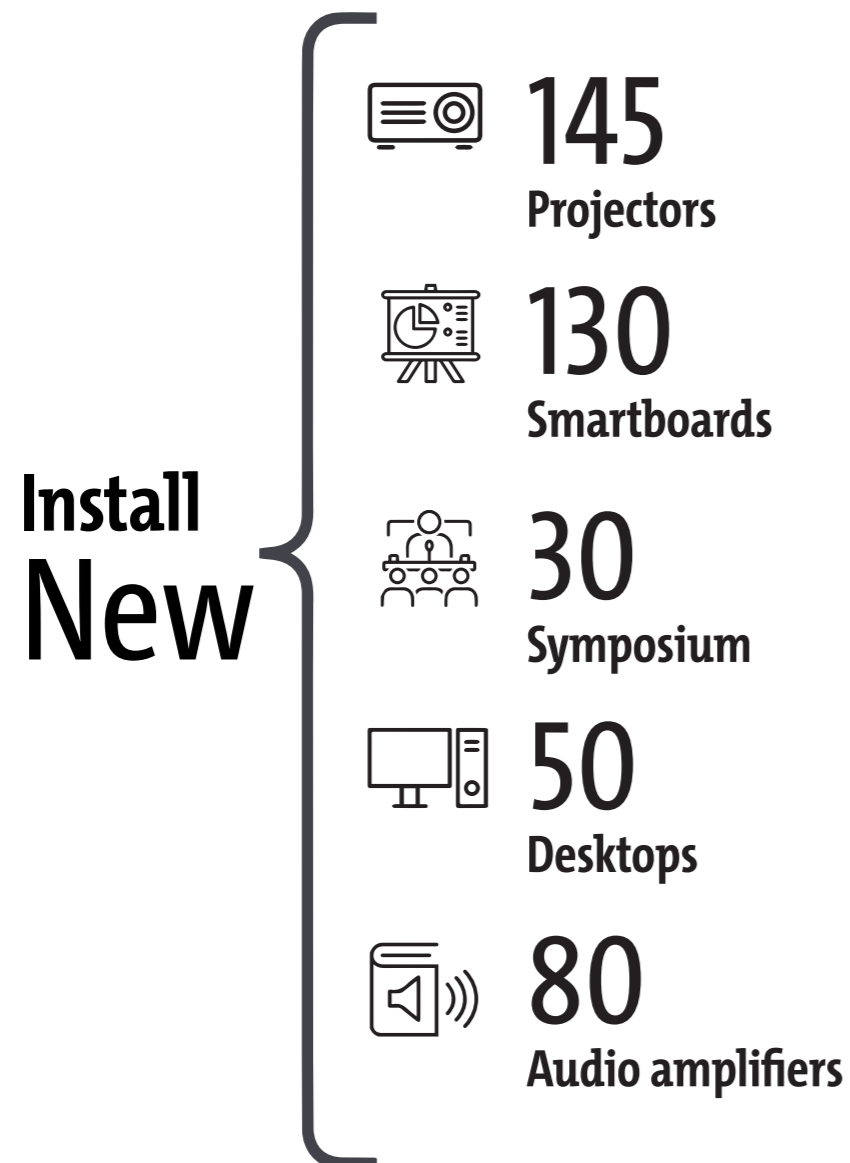 Install
New
145
Projectors
130
Smartboards
30
Symposium
50
Desktops
80
Audio amplifiers